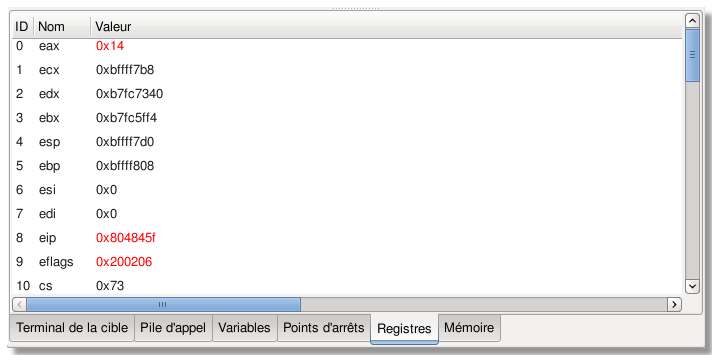 ID Nom Valeur
0 eax 0x14
1 ecx 0xbffff7b8
2 edx 0xb7fc7340
3 ebx 0xb7fc5ff4
4 esp 0xbffff7d0
5 ebp 0xbffff808
6 esi 0x0
7 edi 0x0
8 eip 0x804845f
9 eflags 0x200206
10 cs 0x73
Terminal de la cible Pile d'appel Variables Points d'arrêts Registres Mémoire